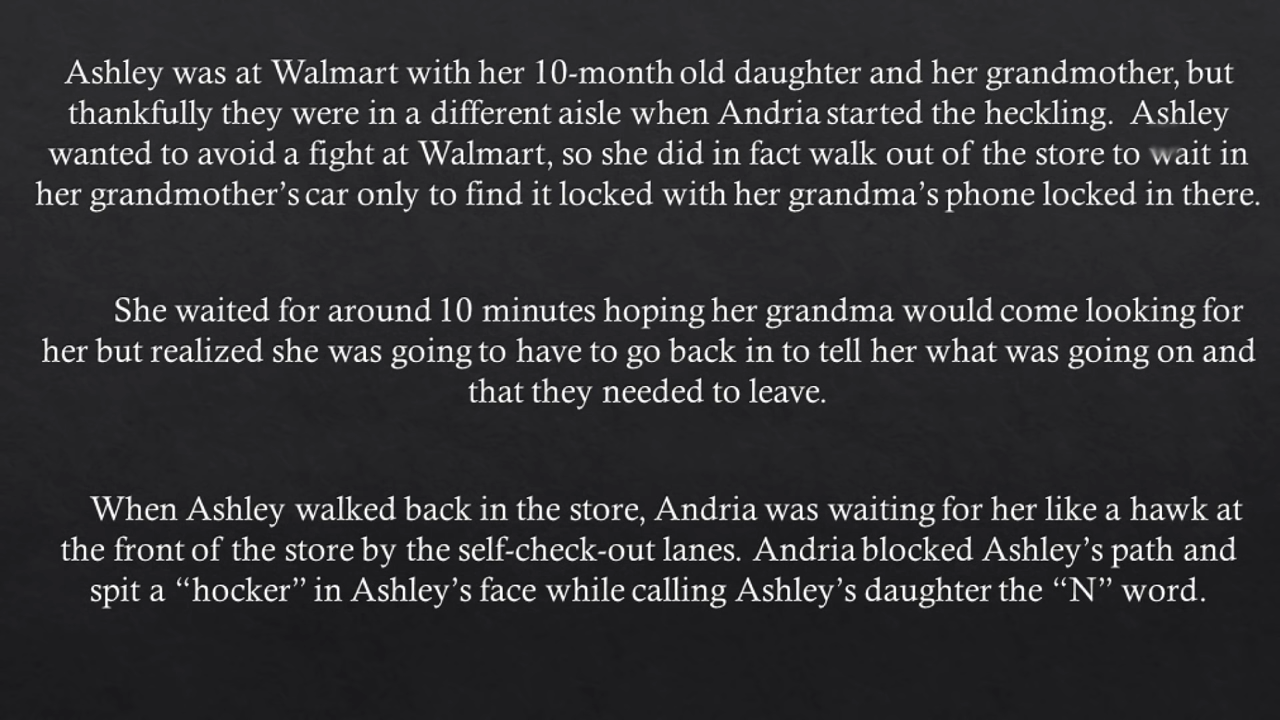 Ashley was at Walmart with her 10-month old daughter and her grandmother, but
thankfully they were in a different aisle when Andria started the heckling. Ashley
wanted to avoid a fight at Walmart, so she did in fact walk out of the store to wait in
her grandmother's car only to find it locked with her grandma's phone locked in there.
She waited for around 10 minutes hoping her grandma would come looking for
her but realized she was going to have to go back in to tell her what was going on and
that they needed to leave.
When Ashley walked back in the store, Andria was waiting for her like a hawk at
the front of the store by the self-check-out lanes. Andria blocked Ashley's path and
spit a “hocker” in Ashley's face while calling Ashley's daughter the “N” word.